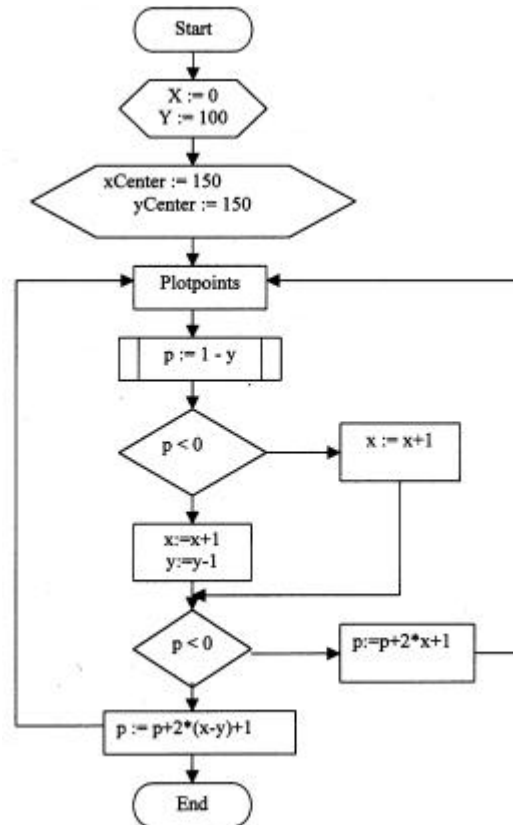 Start
X := 0
Y := 100
xCenter := 150
yCenter := 150
Plotpoints
p := 1 - y
p < 0
x := x+1
x:=x+1
y:=y-1
p < 0
p:=p+2*x+1
p := p+2*(x-y)+1
End